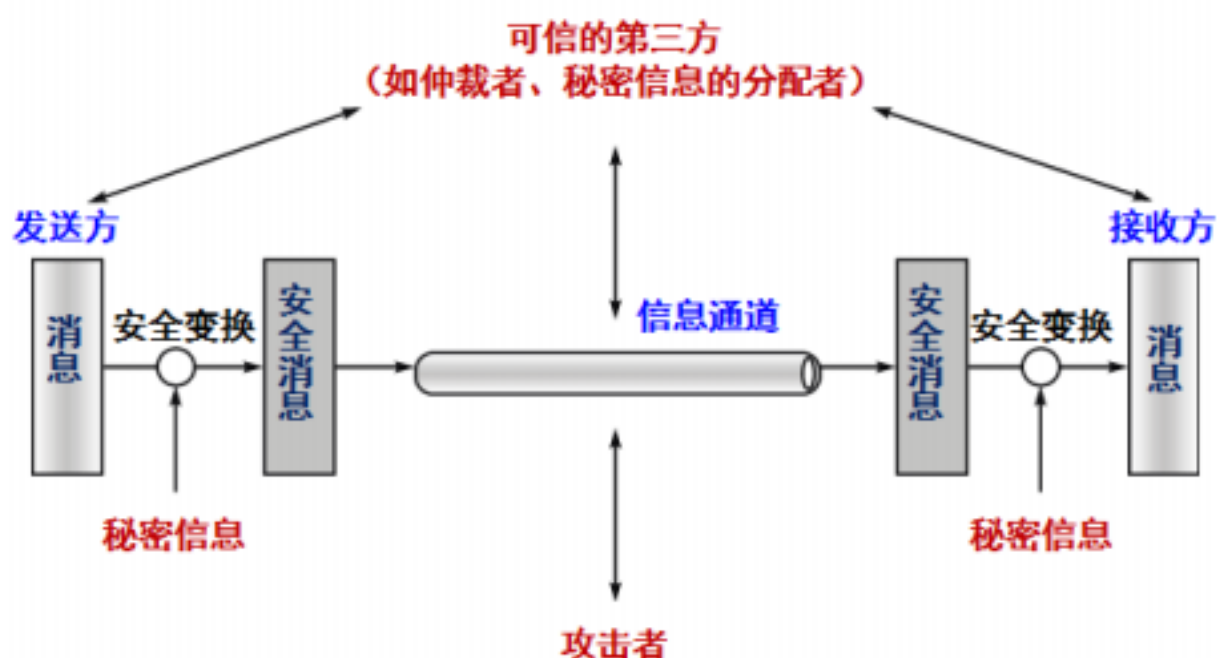 可信的第三方
（如仲裁者、秘密信息的分配者）
发送方
接收方
消息
安全变换
安全消息
信息通道
安全消息
安全变换
消息
秘密信息
秘密信息
攻击者